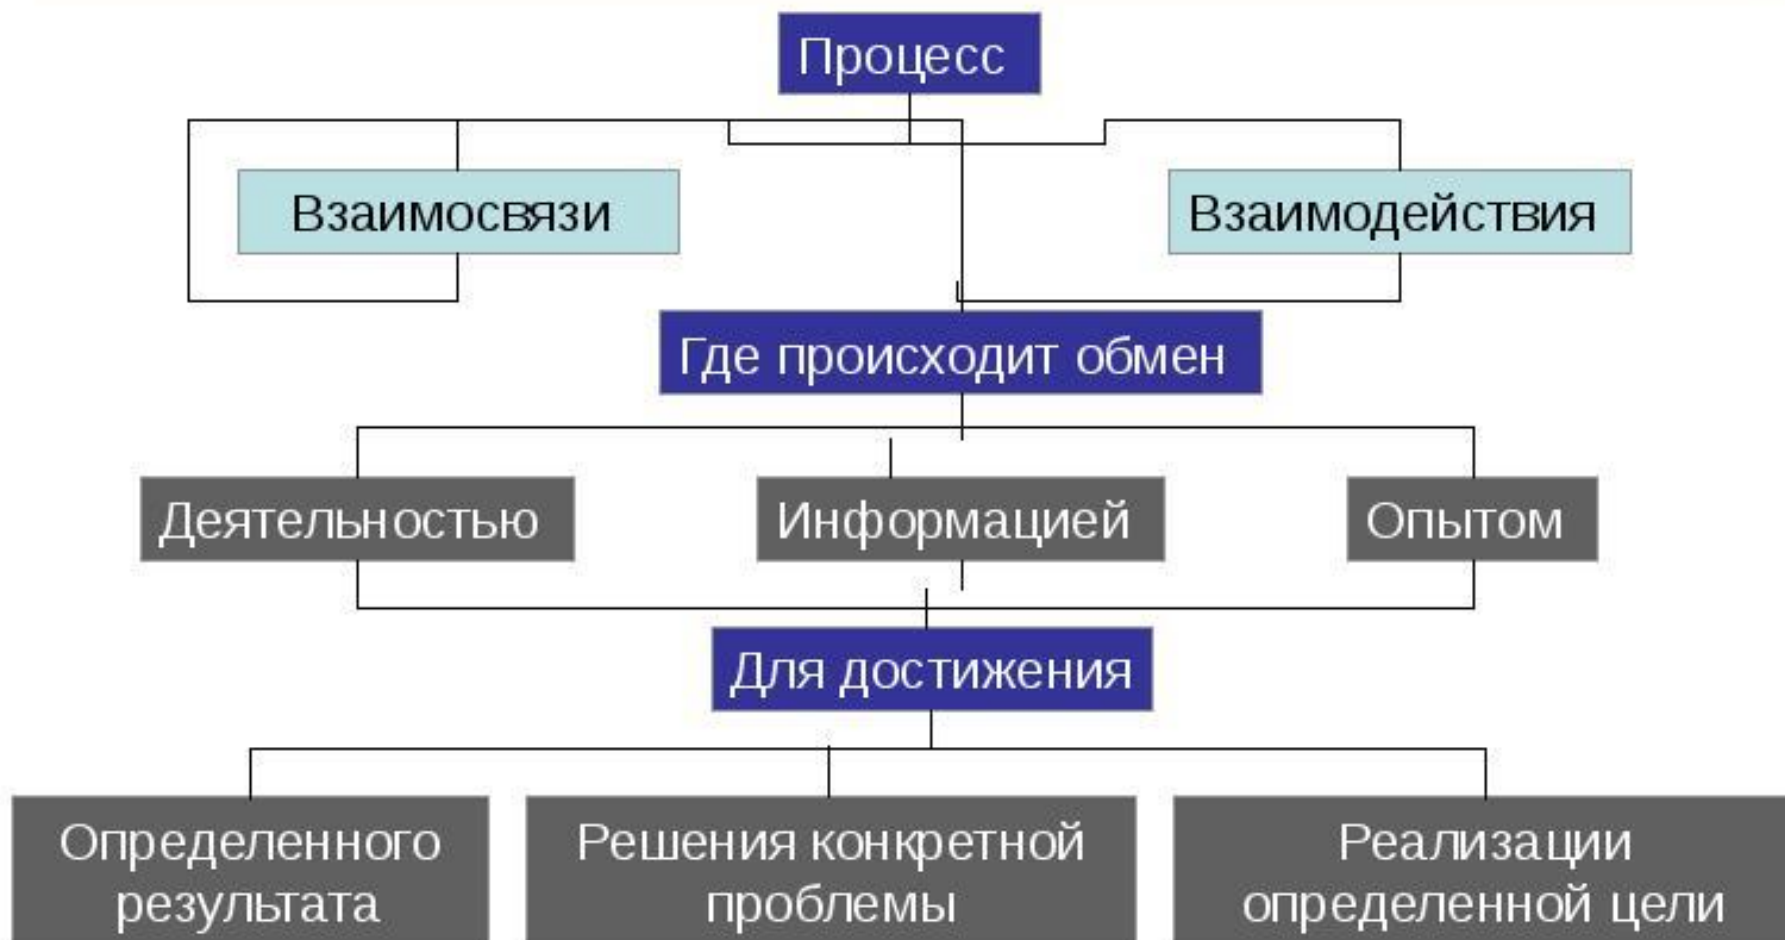 Процесс
Взаимосвязи
Взаимодействия
Где происходит обмен
Деятельностью
Информацией
Опытом
Для достижения
Определенного
результата
Решения конкретной
проблемы
Реализации
определенной цели